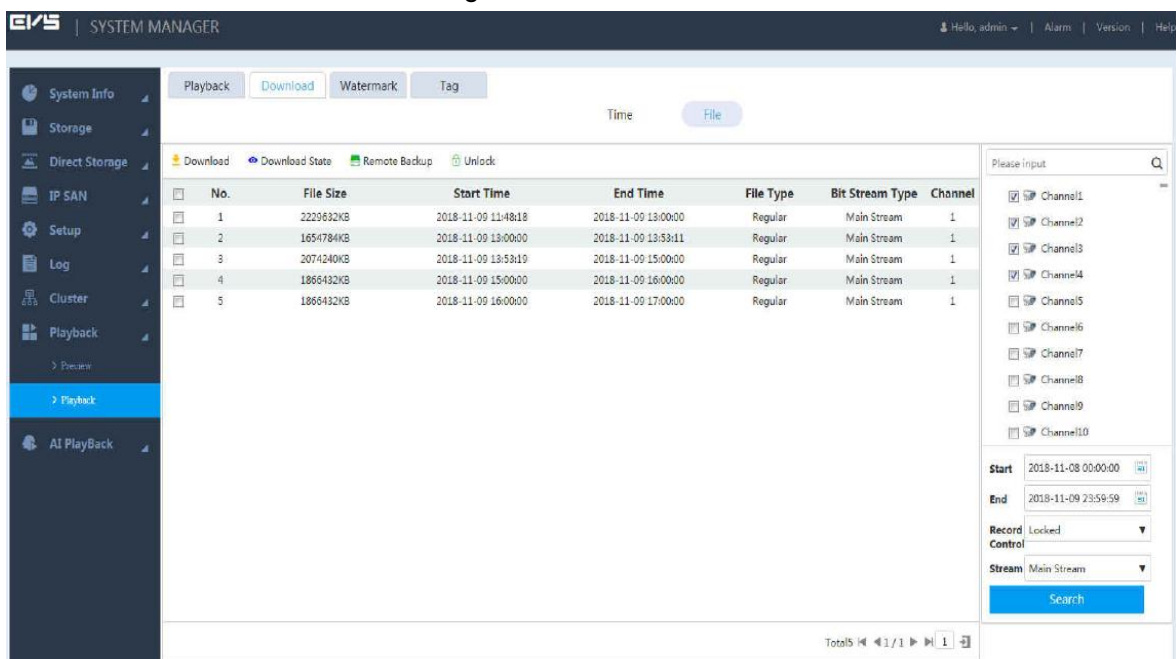 EVS | SYSTEM MANAGER
Hello, admin | Alarm | Version | Help
System Info
Storage
Direct Storage
IP SAN
Setup
Log
Cluster
Playback
> Preview
> Playback
AI PlayBack
Playback Download Watermark Tag
Time File
Download Download State Remote Backup Unlock
No. File Size Start Time End Time File Type Bit Stream Type Channel
1 2229632KB 2018-11-09 11:48:18 2018-11-09 13:00:00 Regular Main Stream 1
2 1654784KB 2018-11-09 13:00:00 2018-11-09 13:53:11 Regular Main Stream 1
3 2074240KB 2018-11-09 13:53:19 2018-11-09 15:00:00 Regular Main Stream 1
4 1866432KB 2018-11-09 15:00:00 2018-11-09 16:00:00 Regular Main Stream 1
5 1866432KB 2018-11-09 16:00:00 2018-11-09 17:00:00 Regular Main Stream 1
Total5 1/1 1
Please input
Channel1
Channel2
Channel3
Channel4
Channel5
Channel6
Channel7
Channel8
Channel9
Channel10
Start 2018-11-08 00:00:00
End 2018-11-09 23:59:59
Record Locked
Control
Stream Main Stream
Search